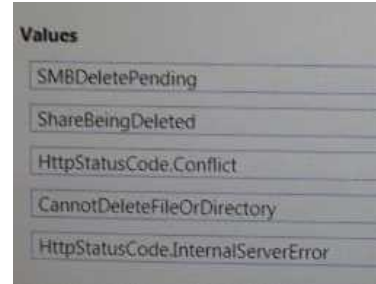 Values
SMBDeletePending
ShareBeingDeleted
HttpStatusCode.Conflict
CannotDeleteFileOrDirectory
HttpStatusCode.InternalServerError